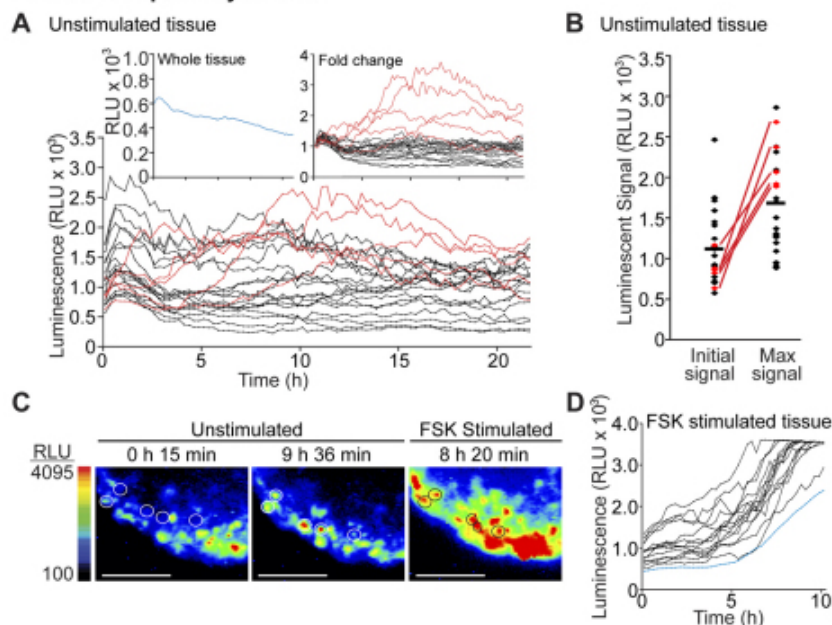 A Unstimulated tissue
RLU x 10³
1.0
0.8
0.6
0.4
0.2
0
Whole tissue
4
3
2
1
0
Fold change
Luminescence (RLU x 10³)
3.5
3.0
2.5
2.0
1.5
1.0
0.5
0
0 5 10 15 20
Time (h)
B Unstimulated tissue
Luminescent Signal (RLU x 10³)
3.5
3.0
2.5
2.0
1.5
1.0
0.5
0
Initial signal
Max signal
C
Unstimulated FSK Stimulated
RLU 0 h 15 min 9 h 36 min 8 h 20 min
4095
100
D
FSK stimulated tissue
Luminescence (RLU x 10³)
4.0
3.0
2.0
1.0
0
0 5 10
Time (h)